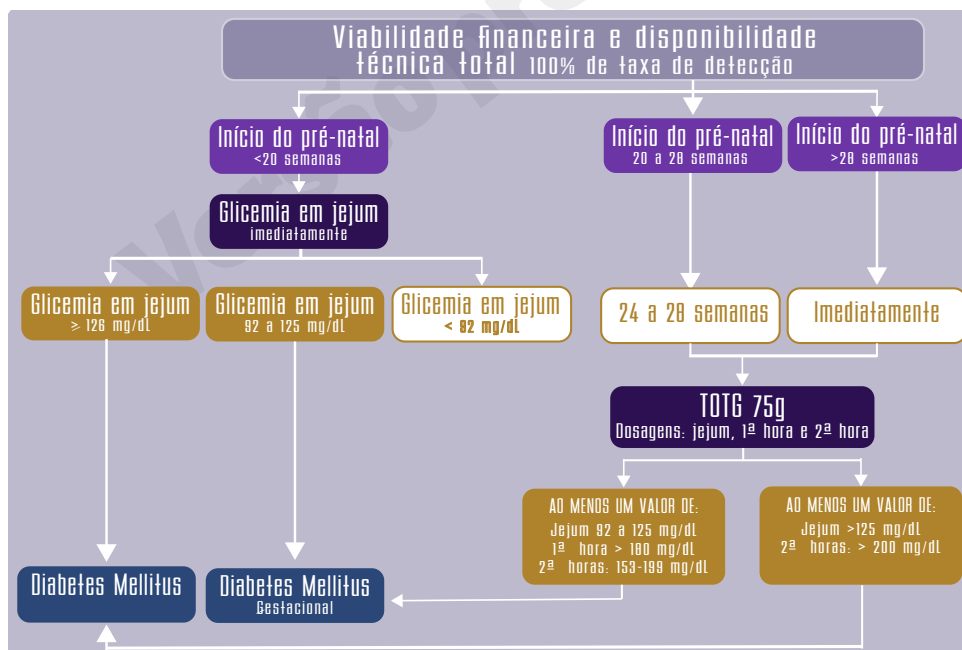 Viabilidade financeira e disponibilidade
técnica total 100% de taxa de detecção
Início do pré-natal
<20 semanas
Início do pré-natal
20 a 28 semanas
Início do pré-natal
>28 semanas
Glicemia em jejum
imediatamente
Glicemia em jejum
≥ 126 mg/dL
Glicemia em jejum
92 a 125 mg/dL
Glicemia em jejum
< 92 mg/dL
24 a 28 semanas
Imediatamente
TOTG 75g
Dosagens: jejum, 1ª hora e 2ª hora
AO MENOS UM VALOR DE:
Jejum 92 a 125 mg/dL
1ª hora > 180 mg/dL
2ª horas: 153-199 mg/dL
AO MENOS UM VALOR DE:
Jejum >125 mg/dL
2ª horas: > 200 mg/dL
Diabetes Mellitus
Diabetes Mellitus
Gestacional
Versão